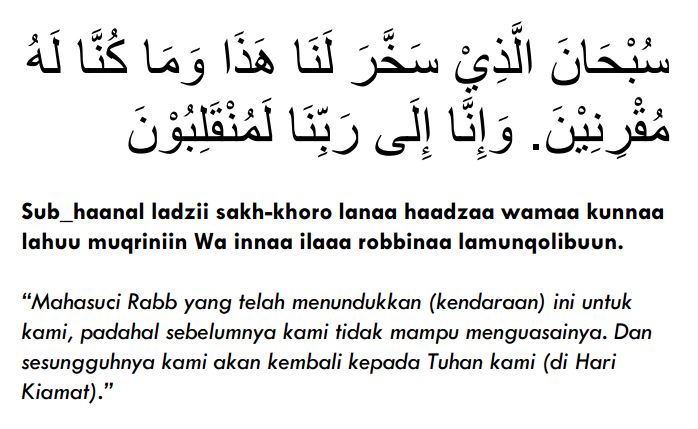 سُبْحَانَ الَّذِيْ سَخَّرَ لَنَا هَذَا وَمَا كُنَّا لَهُ
مُقْرِنِيْنَ. وَإِنَّا إِلَى رَبِّنَا لَمُنْقَلِبُوْنَ
Sub_haanal ladzii sakh-khoro lanaa haadzaa wamaa kunnaa
lahuu muqriniin Wa innaa ilaaa robbinaa lamunqolibuun.
“Mahasuci Rabb yang telah menundukkan (kendaraan) ini untuk
kami, padahal sebelumnya kami tidak mampu menguasainya. Dan
sesungguhnya kami akan kembali kepada Tuhan kami (di Hari
Kiamat).”